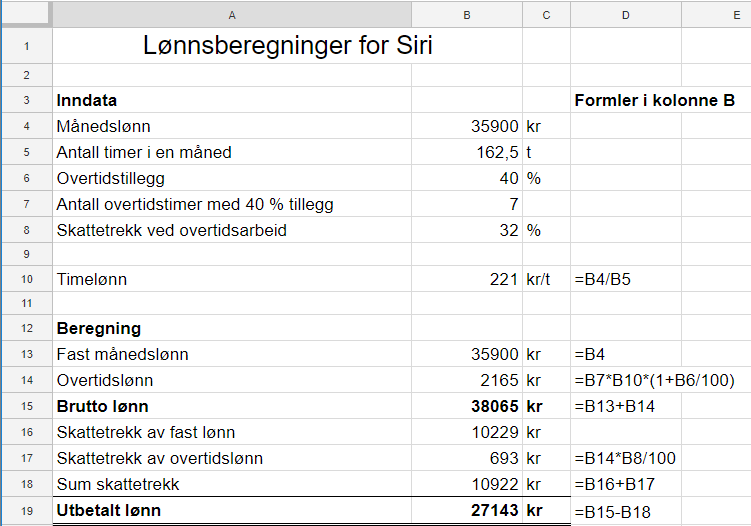 A B C D E
1 Lønnsberegninger for Siri
2
3 Inndata Formler i kolonne B
4 Månedslønn 35900 kr
5 Antall timer i en måned 162,5 t
6 Overtidstillegg 40 %
7 Antall overtidstimer med 40 % tillegg 7
8 Skattetrekk ved overtidsarbeid 32 %
9
10 Timelønn 221 kr/t =B4/B5
11
12 Beregning
13 Fast månedslønn 35900 kr =B4
14 Overtidslønn 2165 kr =B7*B10*(1+B6/100)
15 Brutto lønn 38065 kr =B13+B14
16 Skattetrekk av fast lønn 10229 kr
17 Skattetrekk av overtidslønn 693 kr =B14*B8/100
18 Sum skattetrekk 10922 kr =B16+B17
19 Utbetalt lønn 27143 kr =B15-B18